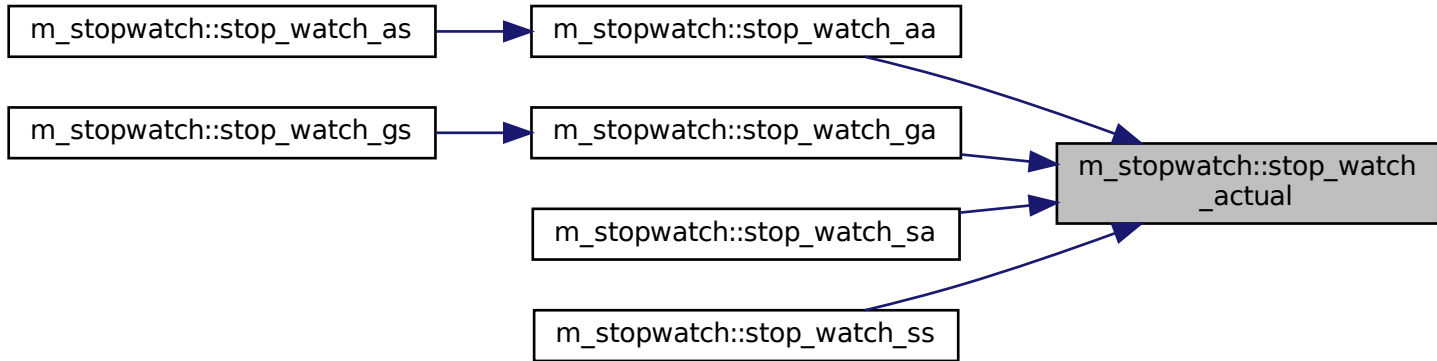 m_stopwatch::stop_watch_as
m_stopwatch::stop_watch_aa
m_stopwatch::stop_watch_gs
m_stopwatch::stop_watch_ga
m_stopwatch::stop_watch
_actual
m_stopwatch::stop_watch_sa
m_stopwatch::stop_watch_ss